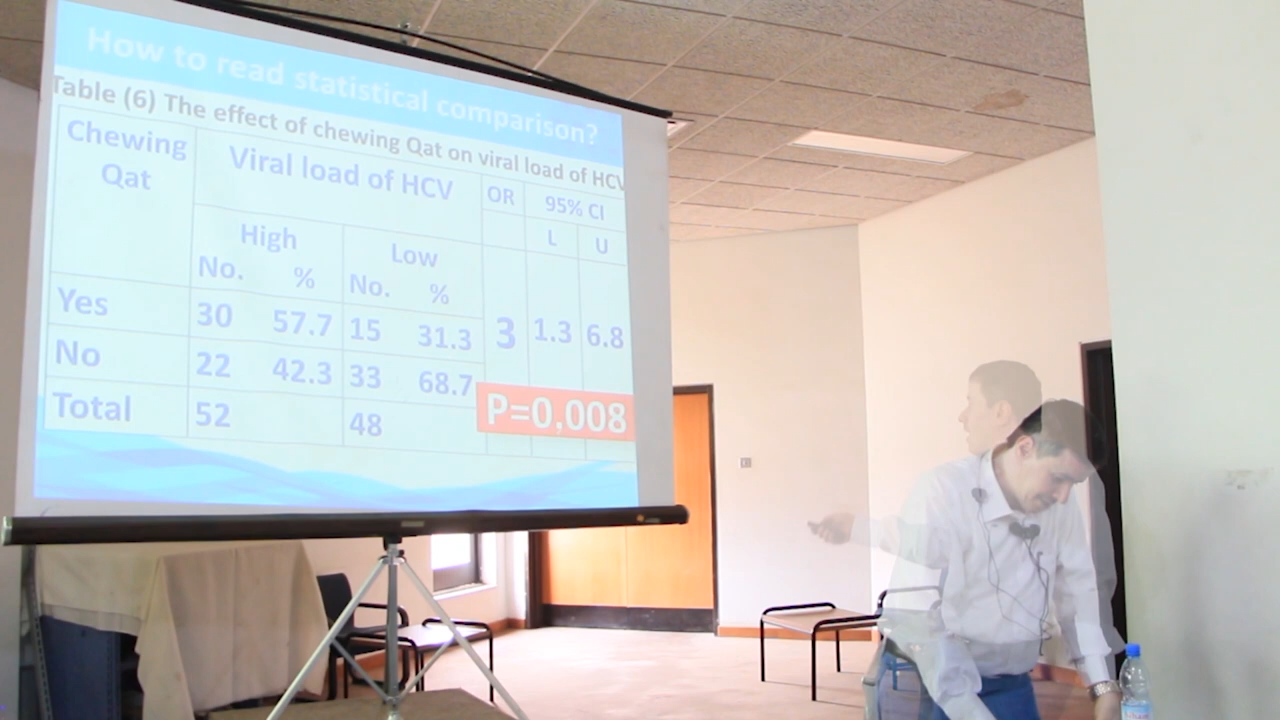 How to read statistical comparison?
Table (6) The effect of chewing Qat on viral load of HCV
Chewing Qat Viral load of HCV OR 95% CI
High Low L U
No. % No. %
Yes 30 57.7 15 31.3 3 1.3 6.8
No 22 42.3 33 68.7
Total 52 48
P=0,008